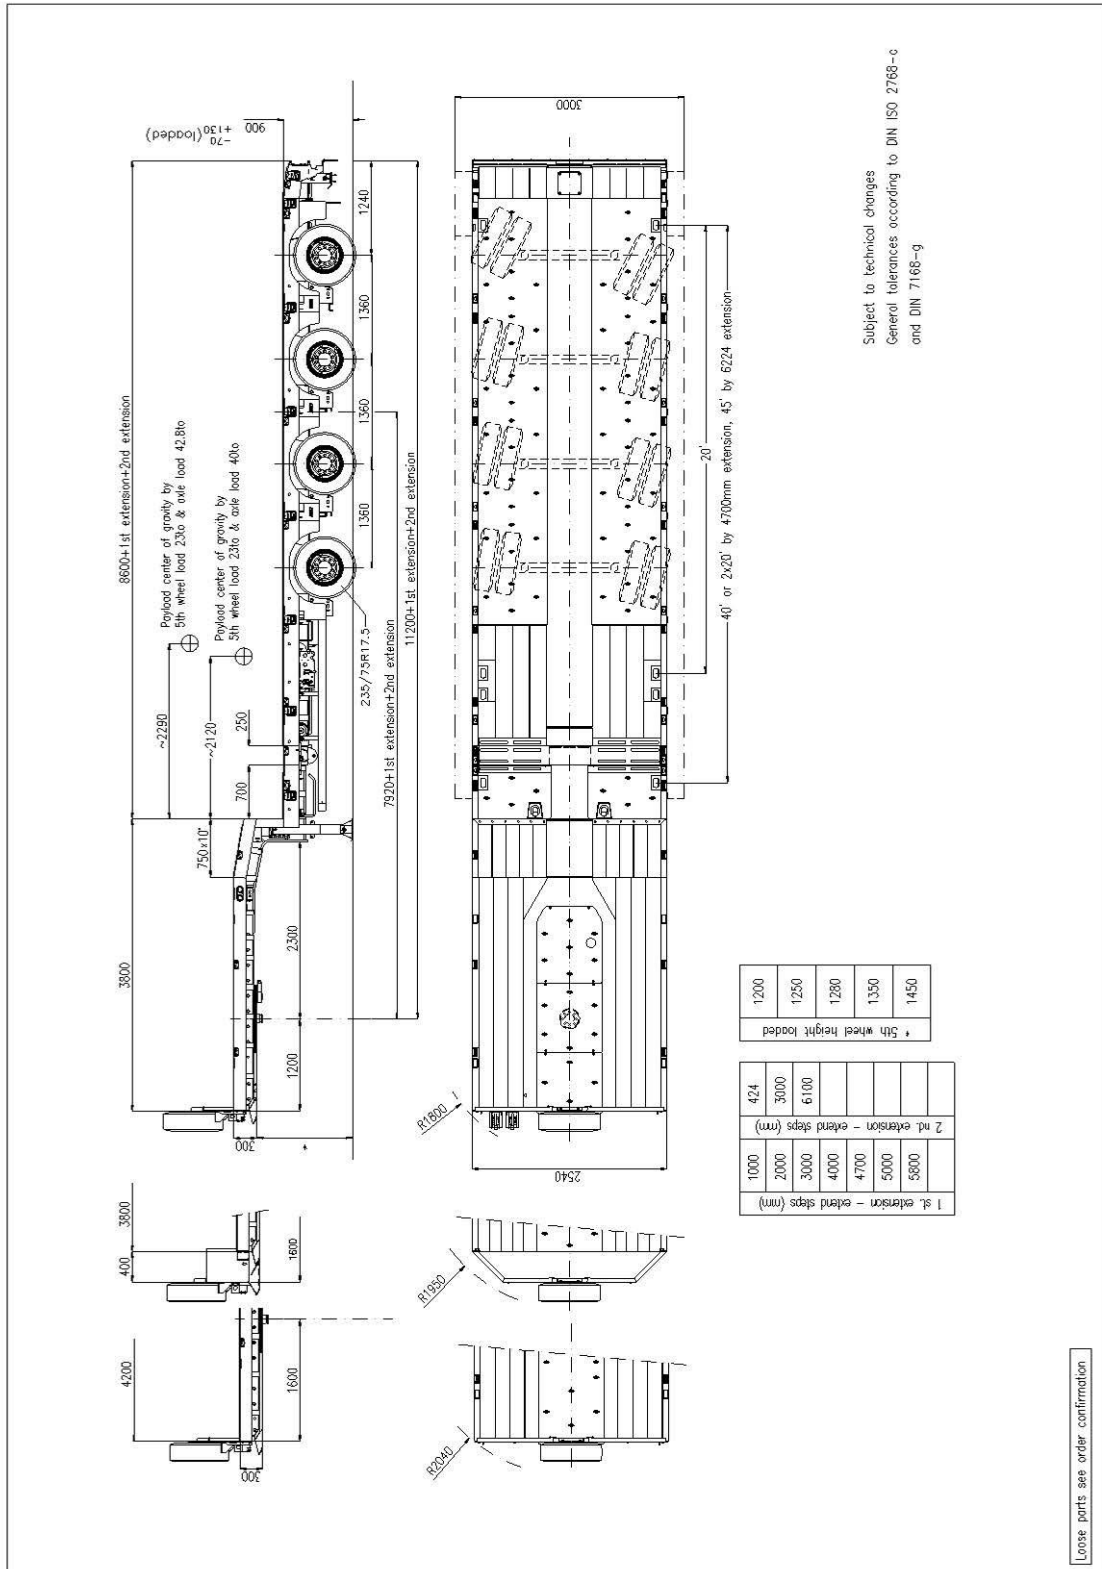 8600+1st extension+2nd extension
3800
Payload center of gravity by
5th wheel load 23to & axle load 42.8to
Payload center of gravity by
5th wheel load 23to & axle load 40to
~2290
~2120
250
700
750x10°
(loaded)
+130
-70
900
1240
1360
1360
1360
235/75R17.5
7920+1st extension+2nd extension
11200+1st extension+2nd extension
2300
1200
300
*
3800
400
1600
4200
1600
300
3000
20'
40' or 2x20' by 4700mm extension, 45' by 6224 extension
R1800
2540
R1950
R2040
Subject to technical changes
General tolerances according to DIN ISO 2768-c
and DIN 7168-g
* 5th wheel height loaded
1200
1250
1280
1350
1450
1 st. extension - extend steps (mm)
1000
2000
3000
4000
4700
5000
5800
2 nd. extension - extend steps (mm)
424
3000
6100
Loose parts see order confirmation